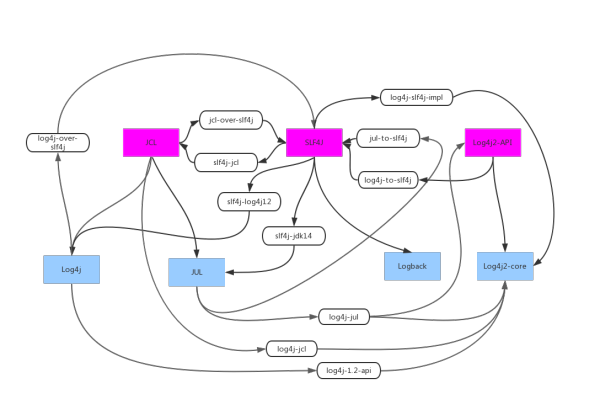 log4j-slf4j-impl
jcl-over-slf4j
log4j-over-
slf4j
JCL
SLF4J
jul-to-slf4j
Log4j2-API
slf4j-jcl
log4j-to-slf4j
slf4j-log4j12
slf4j-jdk14
Log4j
JUL
Logback
Log4j2-core
log4j-jul
log4j-jcl
log4j-1.2-api